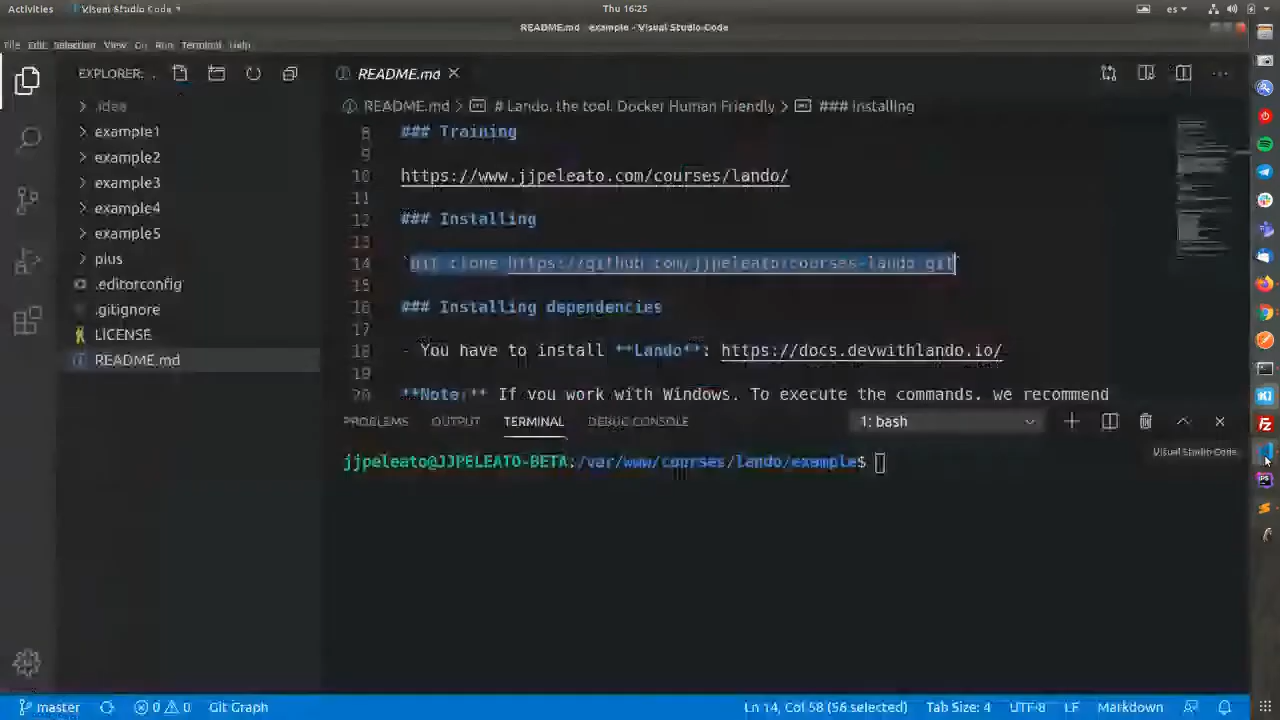 Activities Visual Studio Code Thu 16:25 es
README.md - example - Visual Studio Code
File Edit Selection View Go Run Terminal Help
EXPLORER: README.md
README.md > # Lando, the tool. Docker Human Friendly > ### Installing
.idea
example1
example2
example3
example4
example5
plus
.editorconfig
.gitignore
LICENSE
README.md
8 ### Training
9
10 https://www.jjpeleato.com/courses/lando/
11
12 ### Installing
13
14 `git clone https://github.com/jjpeleato/courses-lando.git`
15
16 ### Installing dependencies
17
18 - You have to install **Lando**: https://docs.devwithlando.io/
19
20 **Note:** If you work with Windows. To execute the commands, we recommend
PROBLEMS OUTPUT TERMINAL DEBUG CONSOLE 1: bash
jjpeleato@JJPELEATO-BETA:/var/www/courses/lando/example$
Visual Studio Code
master 0 0 Git Graph Ln 14, Col 58 (56 selected) Tab Size: 4 UTF-8 LF Markdown